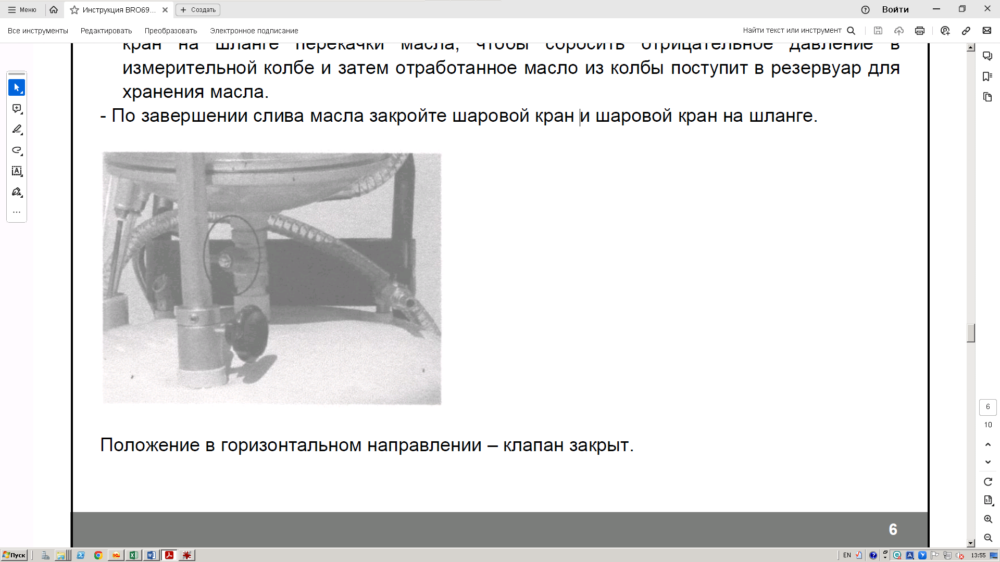 Меню
Инструкция BRO69...
Создать
Войти
Все инструменты
Редактировать
Преобразовать
Электронное подписание
Найти текст или инструмент
кран на шланге перекачки масла, чтобы сбросить отрицательное давление в
измерительной колбе и затем отработанное масло из колбы поступит в резервуар для
хранения масла.
- По завершении слива масла закройте шаровой кран и шаровой кран на шланге.
Положение в горизонтальном направлении – клапан закрыт.
6
6
10
1:1
Пуск
EN
13:55